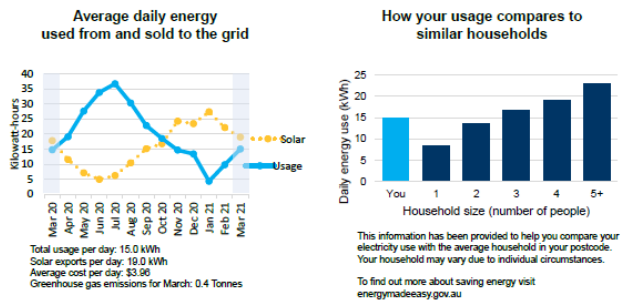 Average daily energy
used from and sold to the grid
Kilowatt-hours
40
35
30
25
20
15
10
5
0
Mar 20
Apr 20
May 20
Jun 20
Jul 20
Aug 20
Sep 20
Oct 20
Nov 20
Dec 20
Jan 21
Feb 21
Mar 21
Solar
Usage
Total usage per day: 15.0 kWh
Solar exports per day: 19.0 kWh
Average cost per day: $3.96
Greenhouse gas emissions for March: 0.4 Tonnes
How your usage compares to
similar households
Daily energy use (kWh)
25
20
15
10
5
0
You 1 2 3 4 5+
Household size (number of people)
This information has been provided to help you compare your
electricity use with the average household in your postcode.
Your household may vary due to individual circumstances.
To find out more about saving energy visit
energymadeeasy.gov.au